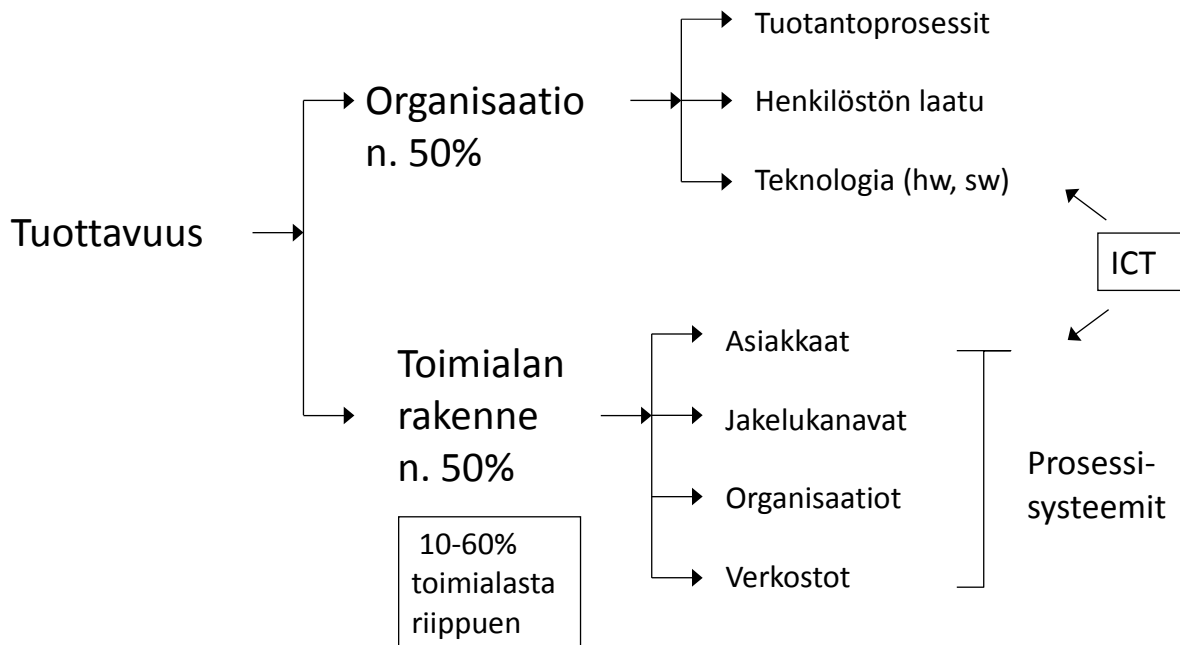 Tuottavuus
Organisaatio
n. 50%
Tuotantoprosessit
Henkilöstön laatu
Teknologia (hw, sw)
ICT
Toimialan
rakenne
n. 50%
10-60%
toimialasta
riippuen
Asiakkaat
Jakelukanavat
Organisaatiot
Verkostot
Prosessi-
systeemit